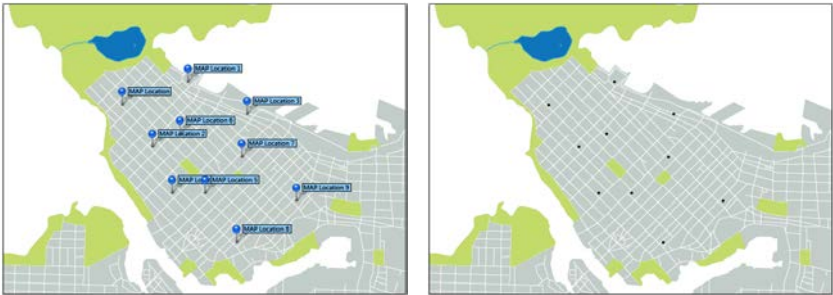 MAP Location 1
MAP Location
MAP Location 3
MAP Location 6
MAP Location 2
MAP Location 7
MAP Location 5
MAP Location 9
MAP Location 8